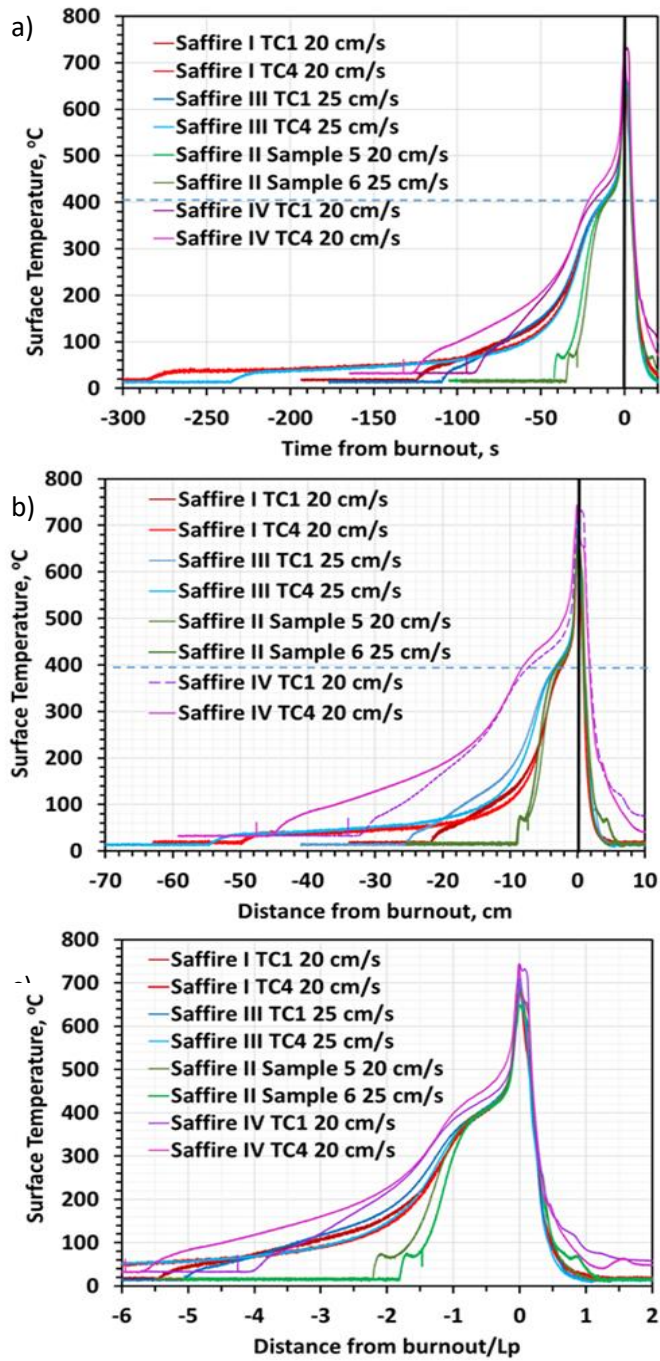 a)
800
700
600
500
400
300
200
100
0
Surface Temperature, ºC
Saffire I TC1 20 cm/s
Saffire I TC4 20 cm/s
Saffire III TC1 25 cm/s
Saffire III TC4 25 cm/s
Saffire II Sample 5 20 cm/s
Saffire II Sample 6 25 cm/s
Saffire IV TC1 20 cm/s
Saffire IV TC4 20 cm/s
-300 -250 -200 -150 -100 -50 0
Time from burnout, s
b)
800
700
600
500
400
300
200
100
0
Surface Temperature, ºC
Saffire I TC1 20 cm/s
Saffire I TC4 20 cm/s
Saffire III TC1 25 cm/s
Saffire III TC4 25 cm/s
Saffire II Sample 5 20 cm/s
Saffire II Sample 6 25 cm/s
Saffire IV TC1 20 cm/s
Saffire IV TC4 20 cm/s
-70 -60 -50 -40 -30 -20 -10 0 10
Distance from burnout, cm
800
700
600
500
400
300
200
100
0
Surface Temperature, ºC
Saffire I TC1 20 cm/s
Saffire I TC4 20 cm/s
Saffire III TC1 25 cm/s
Saffire III TC4 25 cm/s
Saffire II Sample 5 20 cm/s
Saffire II Sample 6 25 cm/s
Saffire IV TC1 20 cm/s
Saffire IV TC4 20 cm/s
-6 -5 -4 -3 -2 -1 0 1 2
Distance from burnout/Lp